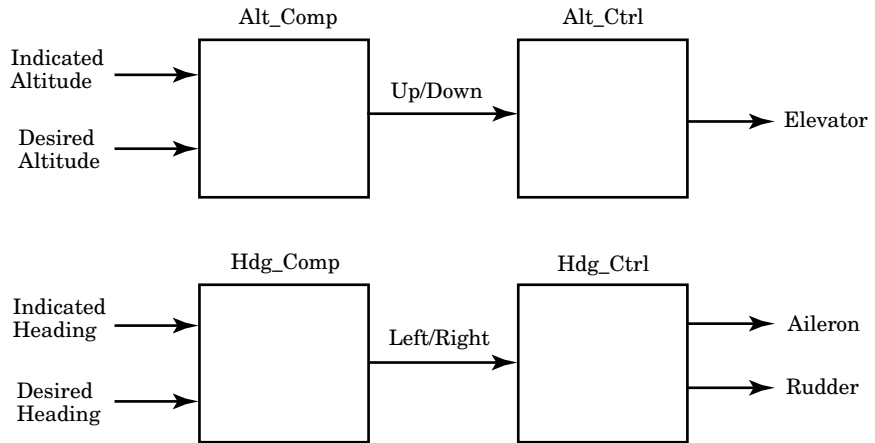 Alt_Comp
Alt_Ctrl
Indicated
Altitude
Up/Down
Desired
Altitude
Elevator
Hdg_Comp
Hdg_Ctrl
Indicated
Heading
Left/Right
Aileron
Desired
Heading
Rudder